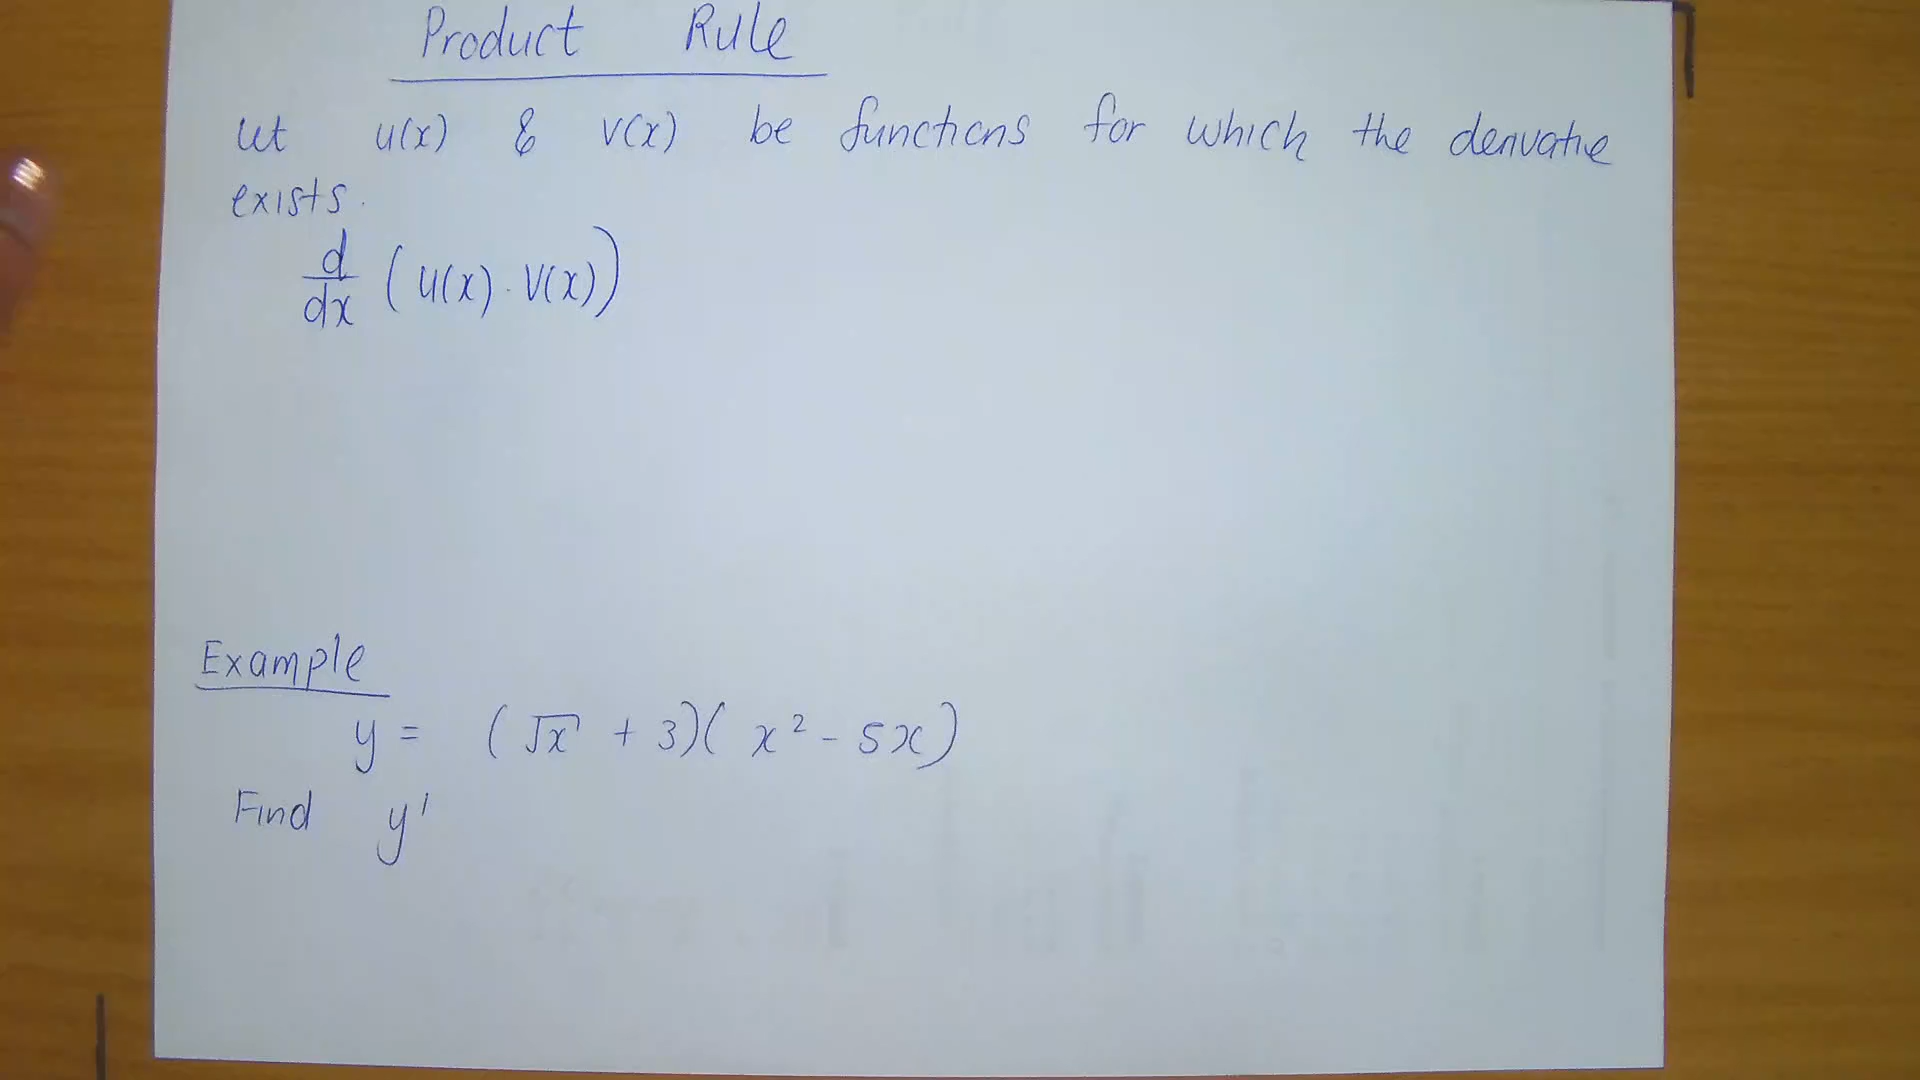 Product Rule
let u(x) & v(x) be functions for which the derivative
exists.
d/dx (u(x) · v(x))
Example
y = (√x + 3)(x² - 5x)
Find y'